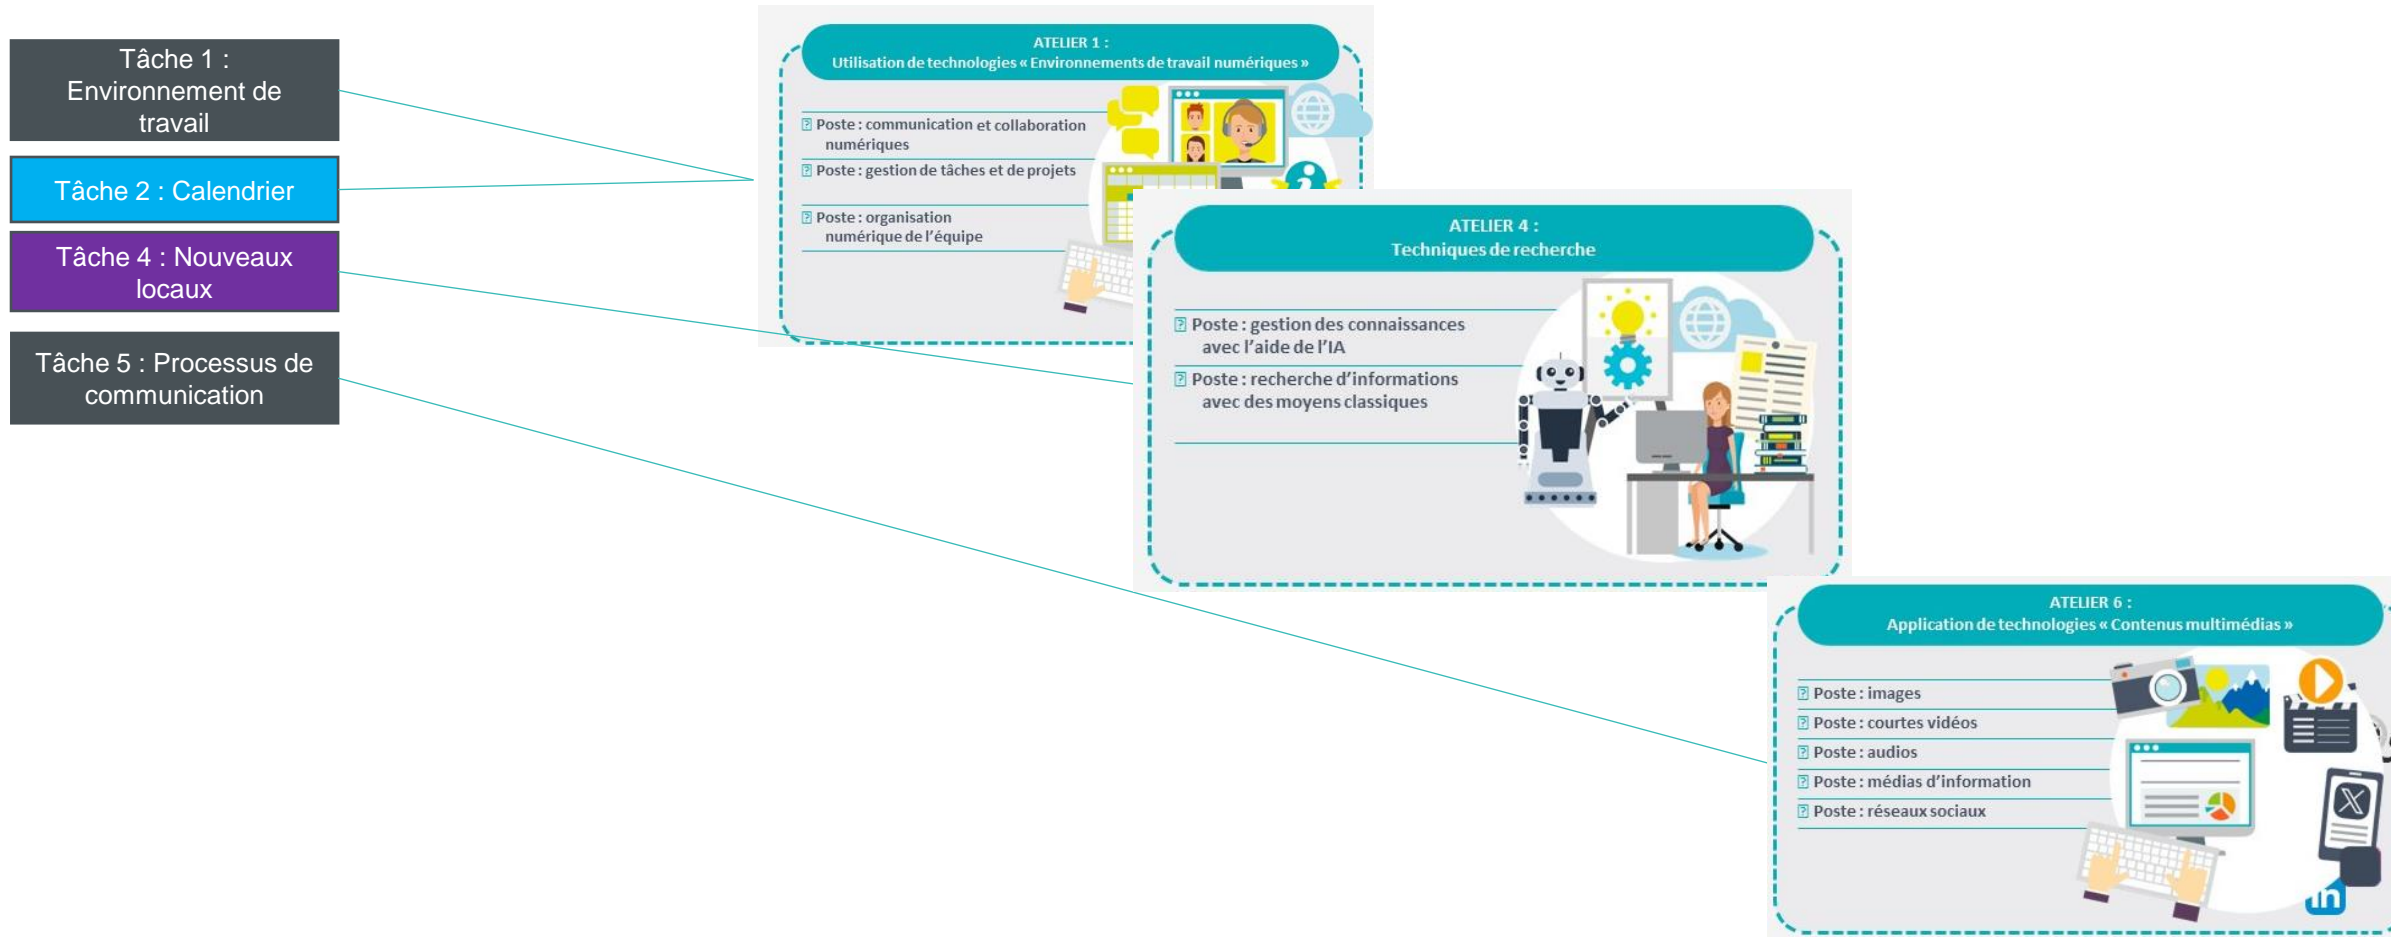 Tâche 1 :
Environnement de
travail
Tâche 2 : Calendrier
Tâche 4 : Nouveaux
locaux
Tâche 5 : Processus de
communication
ATELIER 1 :
Utilisation de technologies « Environnements de travail numériques »
Poste : communication et collaboration
numériques
Poste : gestion de tâches et de projets
Poste : organisation
numérique de l’équipe
ATELIER 4 :
Techniques de recherche
Poste : gestion des connaissances
avec l’aide de l’IA
Poste : recherche d’informations
avec des moyens classiques
ATELIER 6 :
Application de technologies « Contenus multimédias »
Poste : images
Poste : courtes vidéos
Poste : audios
Poste : médias d’information
Poste : réseaux sociaux
in